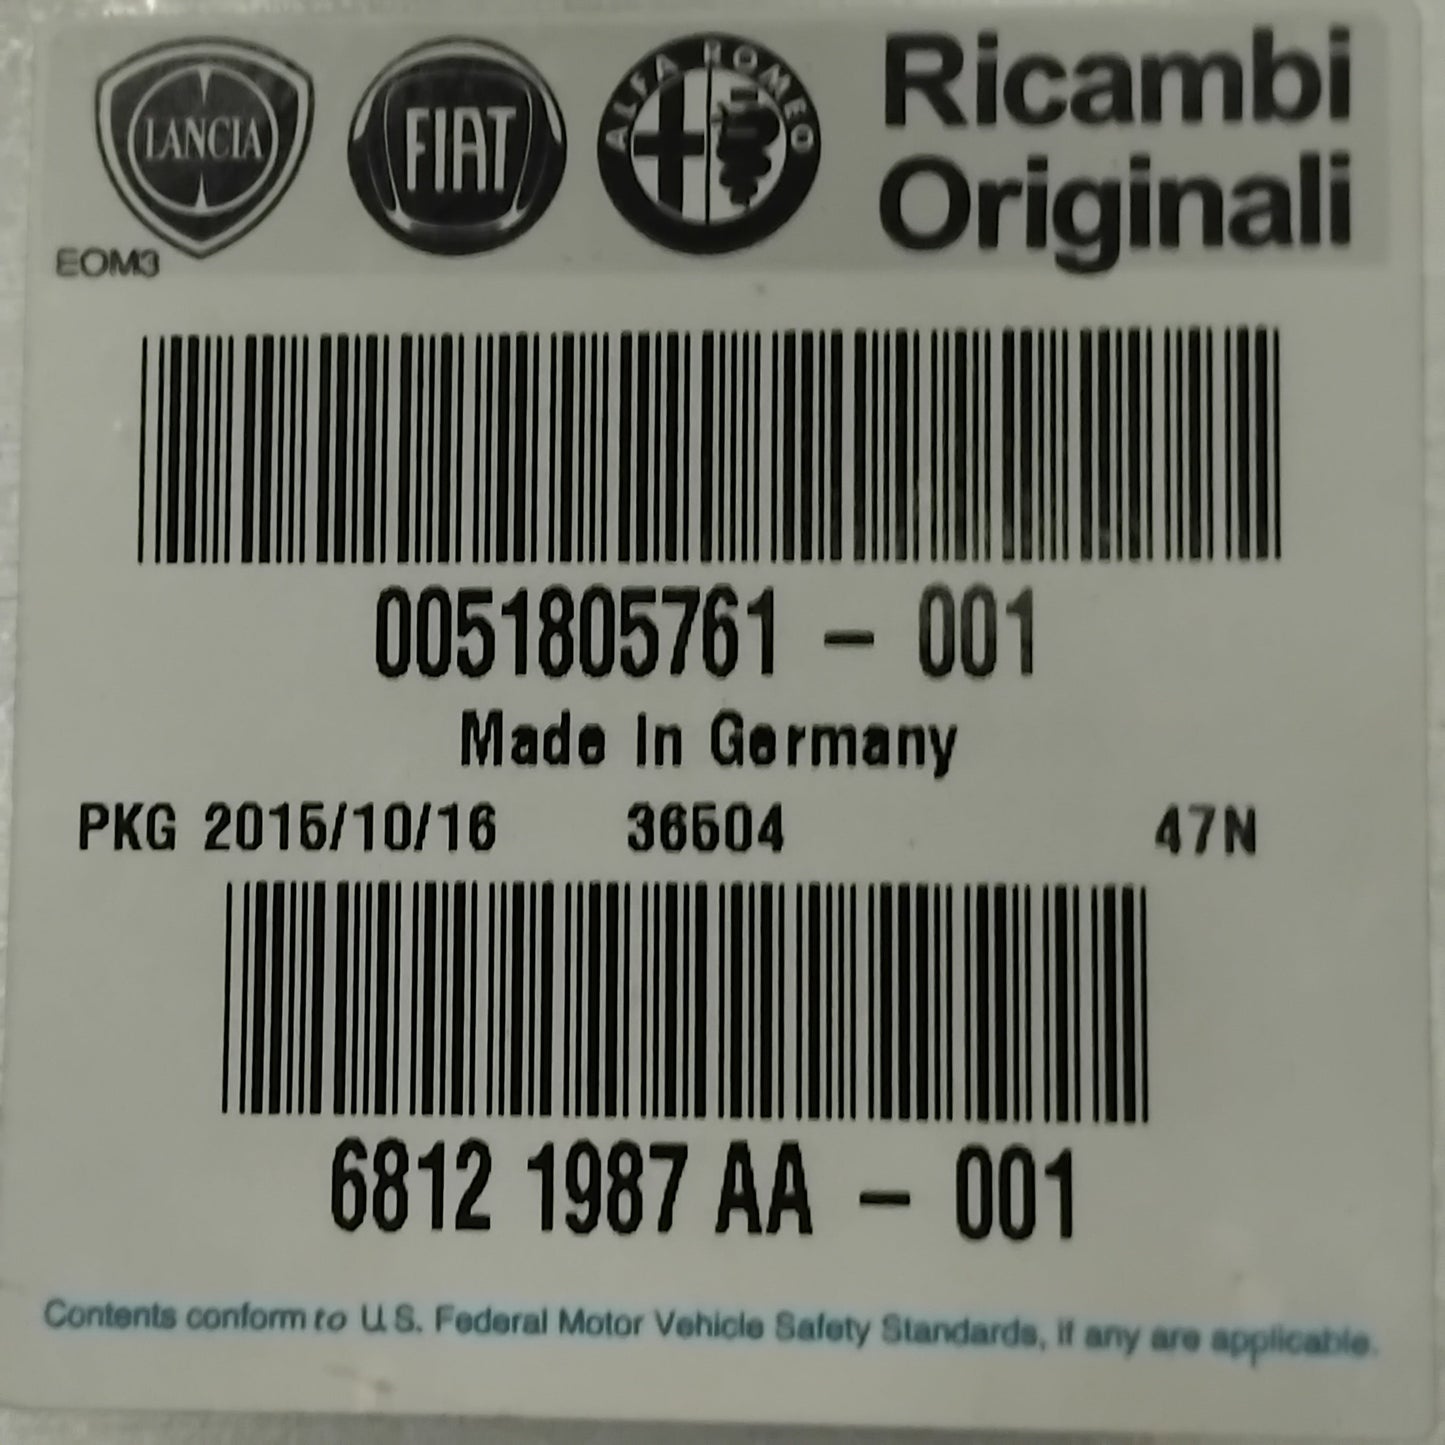 LANCIA FIAT ALFA ROMEO Ricambi
Originali
EOM3
0051805761 - 001
Made In Germany
PKG 2015/10/16 36504 47N
6812 1987 AA - 001
Contents conform to U.S. Federal Motor Vehicle Safety Standards, if any are applicable.